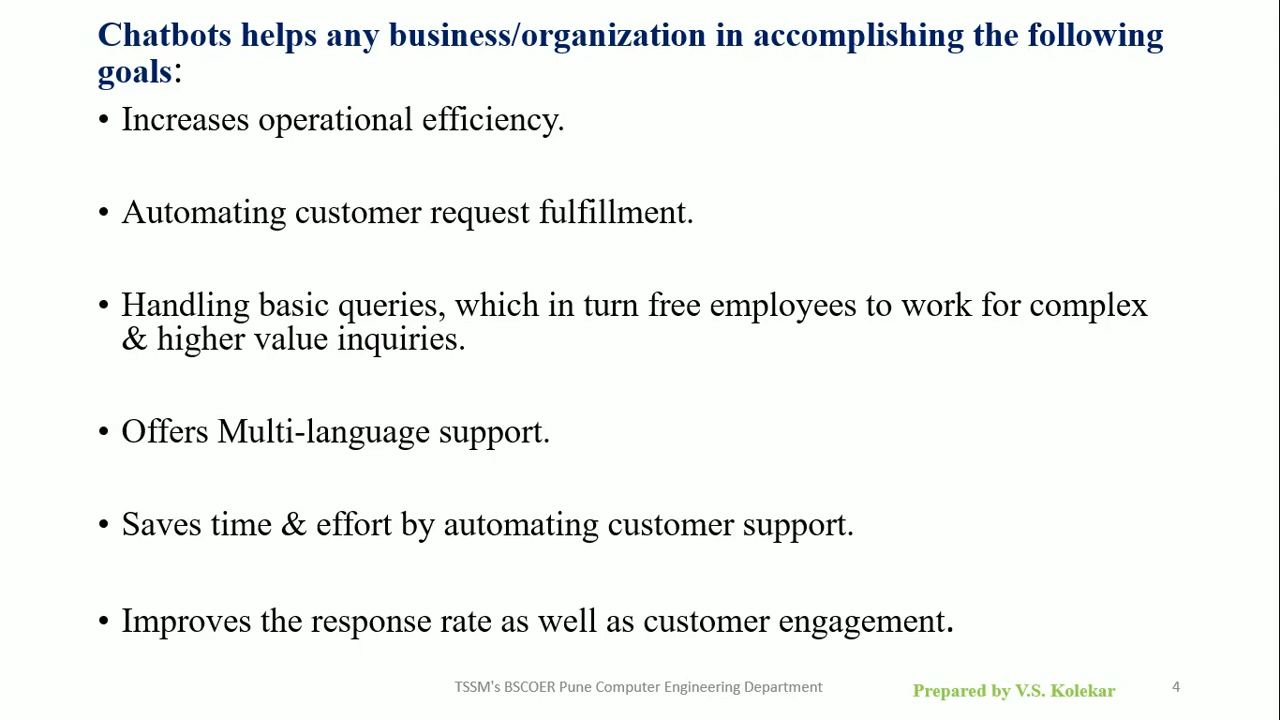 Chatbots helps any business/organization in accomplishing the following
goals:
• Increases operational efficiency.
• Automating customer request fulfillment.
• Handling basic queries, which in turn free employees to work for complex
& higher value inquiries.
• Offers Multi-language support.
• Saves time & effort by automating customer support.
• Improves the response rate as well as customer engagement.
TSSM's BSCOER Pune Computer Engineering Department
Prepared by V.S. Kolekar
4